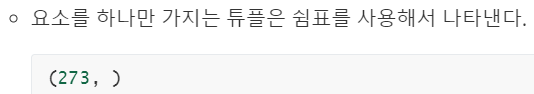 요소를 하나만 가지는 튜플은 쉼표를 사용해서 나타낸다.
(273, )